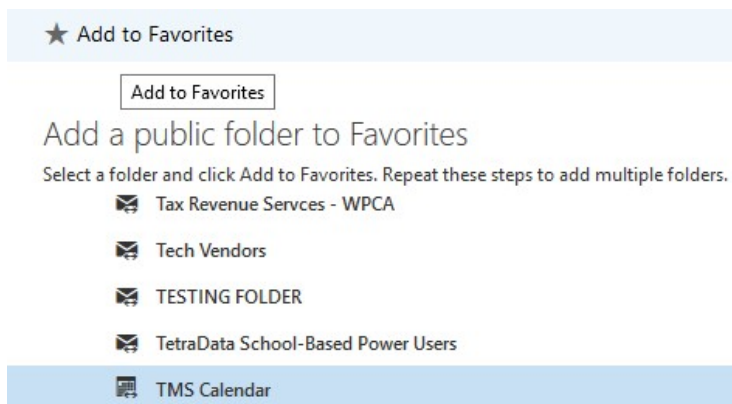 Add to Favorites
Add to Favorites
Add a public folder to Favorites
Select a folder and click Add to Favorites. Repeat these steps to add multiple folders.
Tax Revenue Servces - WPCA
Tech Vendors
TESTING FOLDER
TetraData School-Based Power Users
TMS Calendar